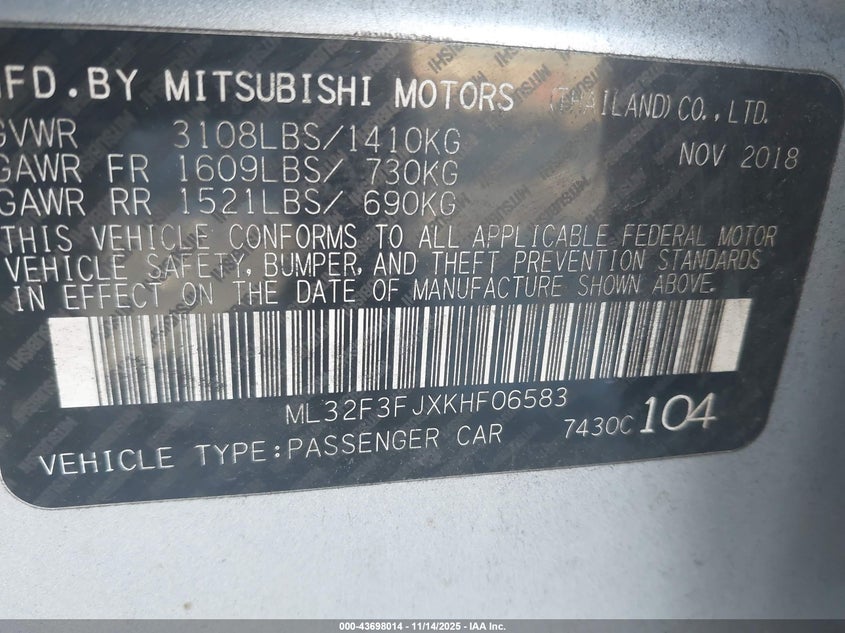 MFD.BY MITSUBISHI MOTORS (THAILAND) CO., LTD.
GVWR 3108LBS/1410KG NOV 2018
GAWR FR 1609LBS/ 730KG
GAWR RR 1521LBS/ 690KG
THIS VEHICLE CONFORMS TO ALL APPLICABLE FEDERAL MOTOR
VEHICLE SAFETY, BUMPER, AND THEFT PREVENTION STANDARDS
IN EFFECT ON THE DATE OF MANUFACTURE SHOWN ABOVE.
ML32F3FJXKHF06583
VEHICLE TYPE:PASSENGER CAR 7430C 104
000-43698014 — 11/14/2025 — IAA Inc.